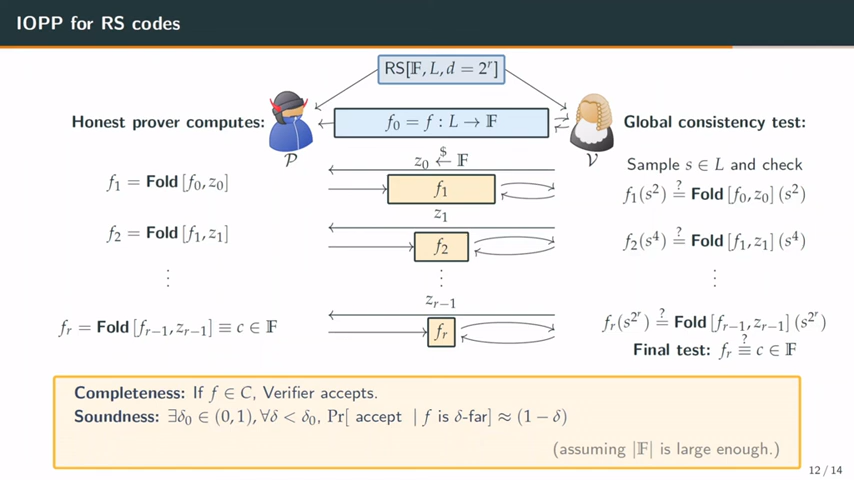 IOPP for RS codes
RS[𝔽, L, d = 2^r]
Honest prover computes:
f_0 = f : L → 𝔽
Global consistency test:
𝒫
𝒱
z_0 ←$ 𝔽
Sample s ∈ L and check
f_1 = Fold [f_0, z_0]
f_1
f_1(s^2) ≟ Fold [f_0, z_0] (s^2)
z_1
f_2 = Fold [f_1, z_1]
f_2
f_2(s^4) ≟ Fold [f_1, z_1] (s^4)
⋮
⋮
⋮
z_{r−1}
f_r = Fold [f_{r−1}, z_{r−1}] ≡ c ∈ 𝔽
f_r
f_r(s^{2^r}) ≟ Fold [f_{r−1}, z_{r−1}] (s^{2^r})
Final test: f_r ≡? c ∈ 𝔽
Completeness: If f ∈ C, Verifier accepts.
Soundness: ∃δ_0 ∈ (0, 1), ∀δ < δ_0, Pr[ accept | f is δ-far] ≈ (1 − δ)
(assuming |𝔽| is large enough.)
12 / 14